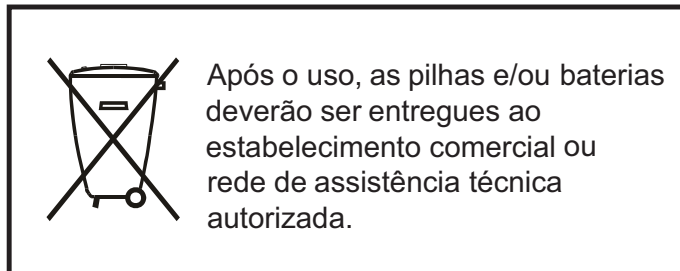 Após o uso, as pilhas e/ou baterias
deverão ser entregues ao
estabelecimento comercial ou
rede de assistência técnica
autorizada.